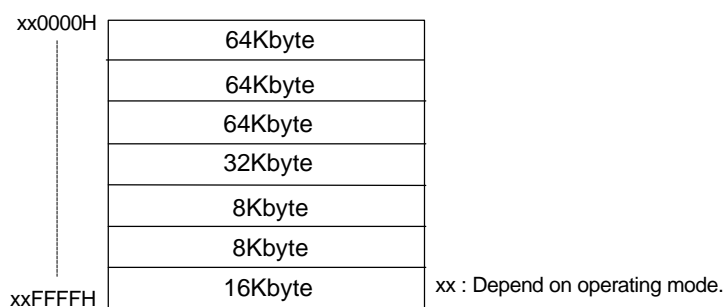 xx0000H
64Kbyte
64Kbyte
64Kbyte
32Kbyte
8Kbyte
8Kbyte
16Kbyte
xxFFFFH
xx : Depend on operating mode.